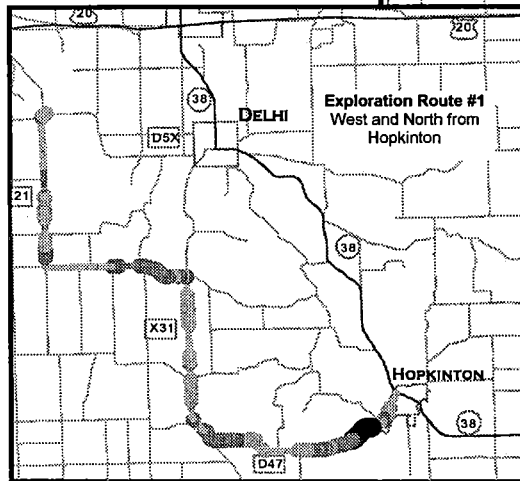 20
20
38
DELHI
Exploration Route #1
West and North from
Hopkinton
D5X
21
38
X31
HOPKINTON
38
D47